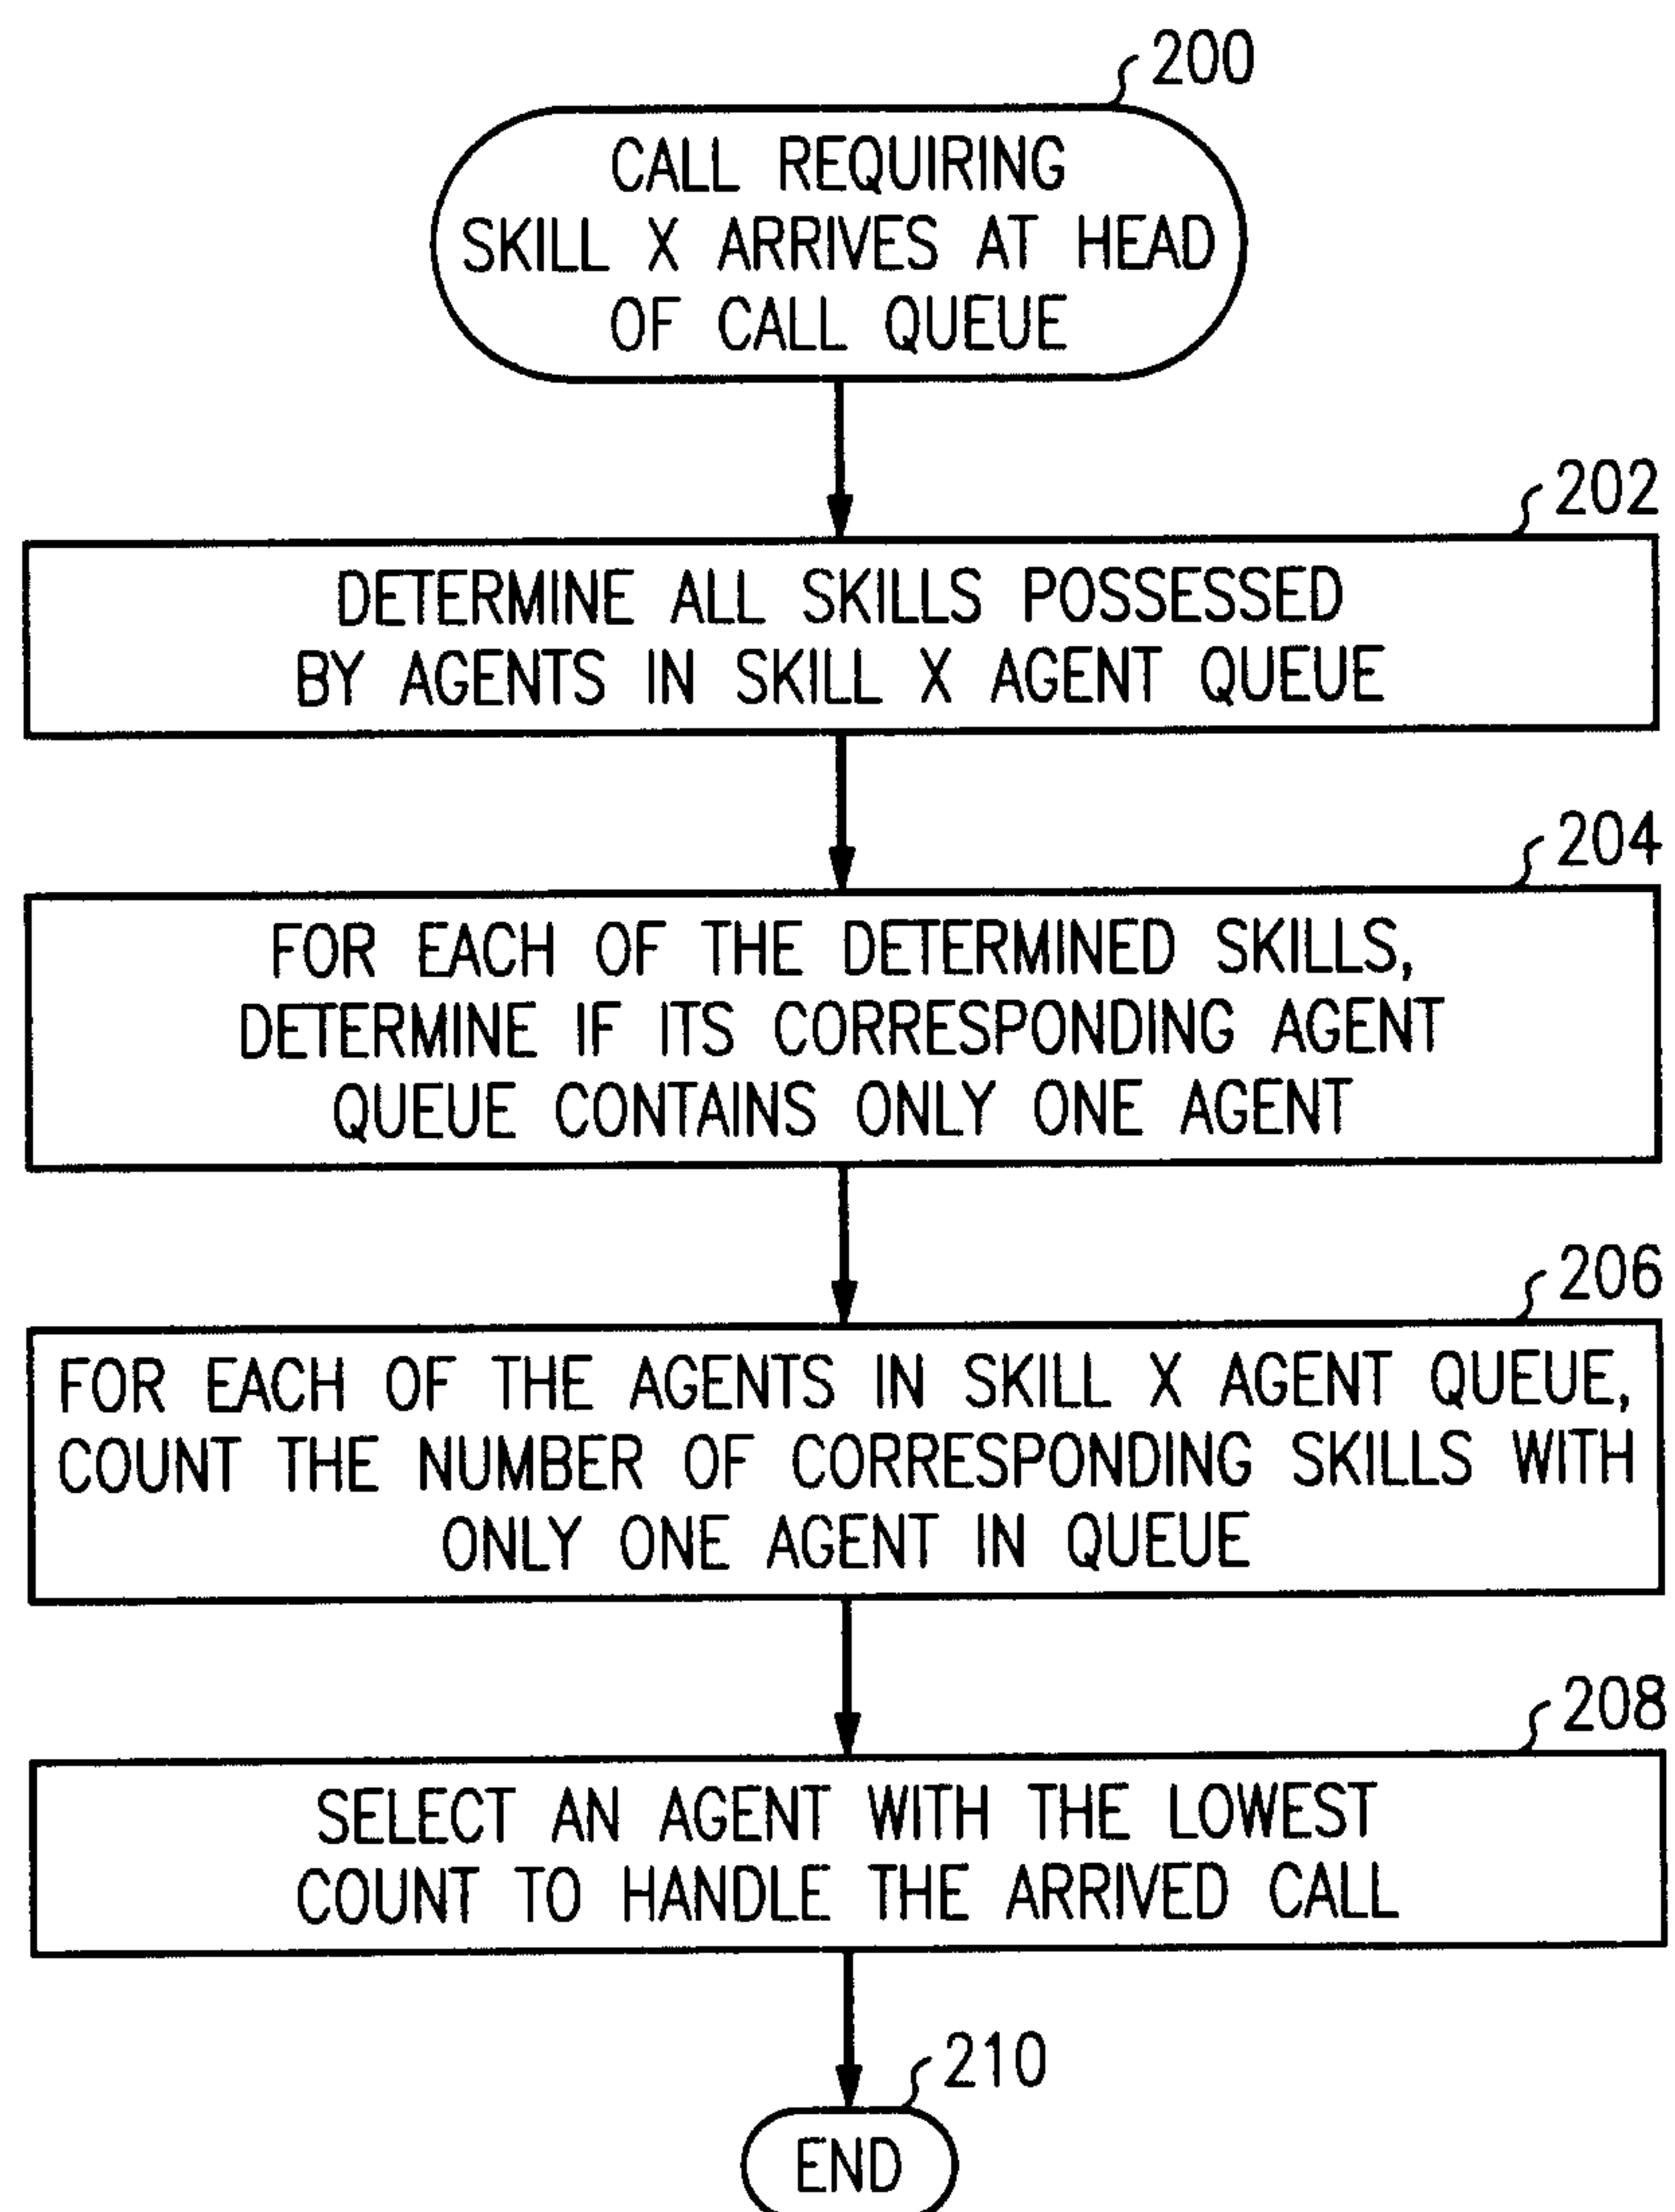 200
CALL REQUIRING
SKILL X ARRIVES AT HEAD
OF CALL QUEUE
202
DETERMINE ALL SKILLS POSSESSED
BY AGENTS IN SKILL X AGENT QUEUE
204
FOR EACH OF THE DETERMINED SKILLS,
DETERMINE IF ITS CORRESPONDING AGENT
QUEUE CONTAINS ONLY ONE AGENT
206
FOR EACH OF THE AGENTS IN SKILL X AGENT QUEUE,
COUNT THE NUMBER OF CORRESPONDING SKILLS WITH
ONLY ONE AGENT IN QUEUE
208
SELECT AN AGENT WITH THE LOWEST
COUNT TO HANDLE THE ARRIVED CALL
210
END